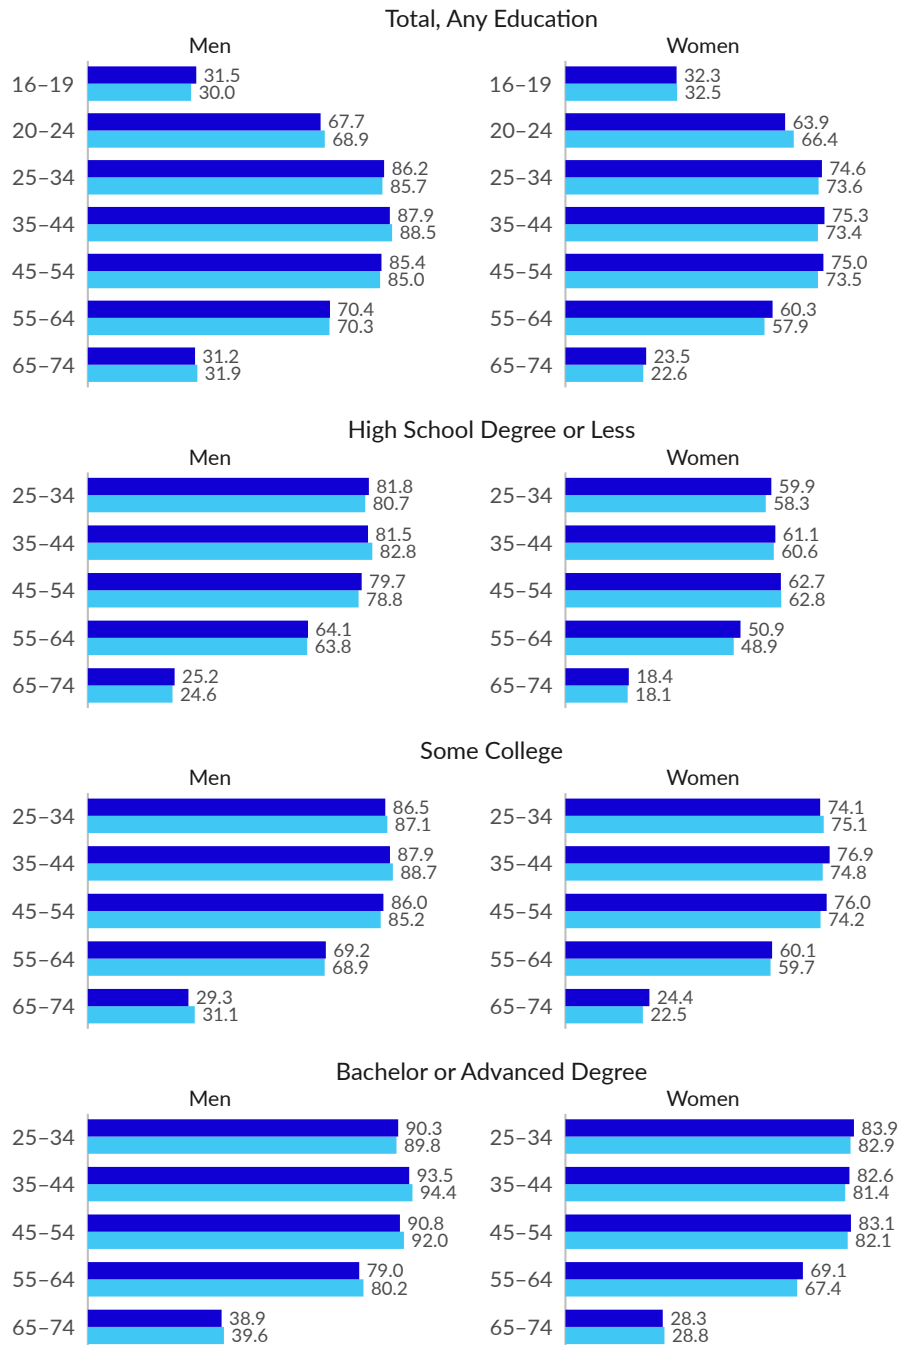 Total, Any Education
Men
Women
16–19 31.5 30.0
16–19 32.3 32.5
20–24 67.7 68.9
20–24 63.9 66.4
25–34 86.2 85.7
25–34 74.6 73.6
35–44 87.9 88.5
35–44 75.3 73.4
45–54 85.4 85.0
45–54 75.0 73.5
55–64 70.4 70.3
55–64 60.3 57.9
65–74 31.2 31.9
65–74 23.5 22.6
High School Degree or Less
Men
Women
25–34 81.8 80.7
25–34 59.9 58.3
35–44 81.5 82.8
35–44 61.1 60.6
45–54 79.7 78.8
45–54 62.7 62.8
55–64 64.1 63.8
55–64 50.9 48.9
65–74 25.2 24.6
65–74 18.4 18.1
Some College
Men
Women
25–34 86.5 87.1
25–34 74.1 75.1
35–44 87.9 88.7
35–44 76.9 74.8
45–54 86.0 85.2
45–54 76.0 74.2
55–64 69.2 68.9
55–64 60.1 59.7
65–74 29.3 31.1
65–74 24.4 22.5
Bachelor or Advanced Degree
Men
Women
25–34 90.3 89.8
25–34 83.9 82.9
35–44 93.5 94.4
35–44 82.6 81.4
45–54 90.8 92.0
45–54 83.1 82.1
55–64 79.0 80.2
55–64 69.1 67.4
65–74 38.9 39.6
65–74 28.3 28.8